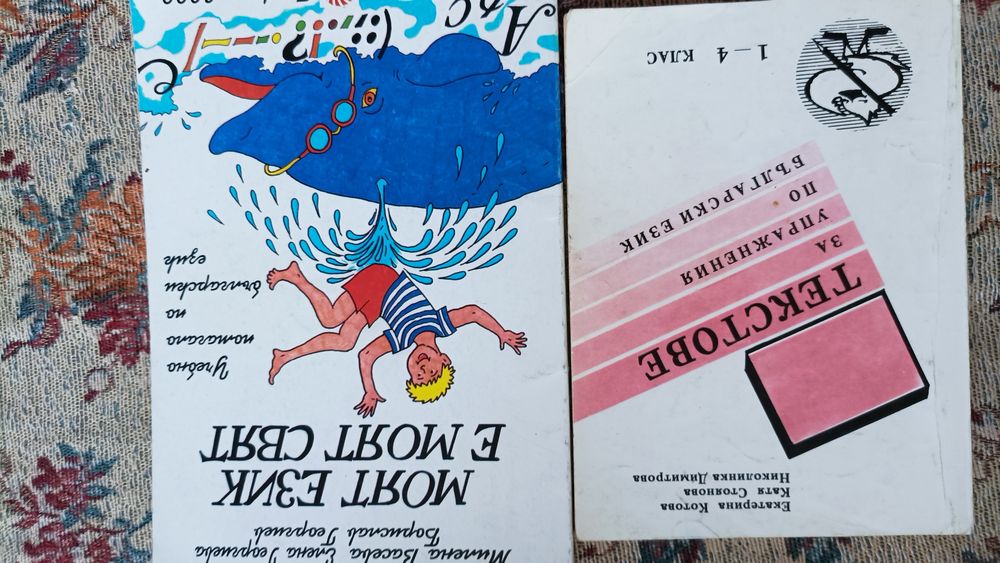 Милена Васева Елена Георгиева
Борислав Георгиев
МОЯТ ЕЗИК
Е МОЯТ СВЯТ
Учебно
помагало
по
български
език
Екатерина Котова
Катя Стоянова
Николинка Димитрова
ТЕКСТОВЕ
ЗА
УПРАЖНЕНИЯ
ПО
БЪЛГАРСКИ ЕЗИК
1 — 4 КЛАС